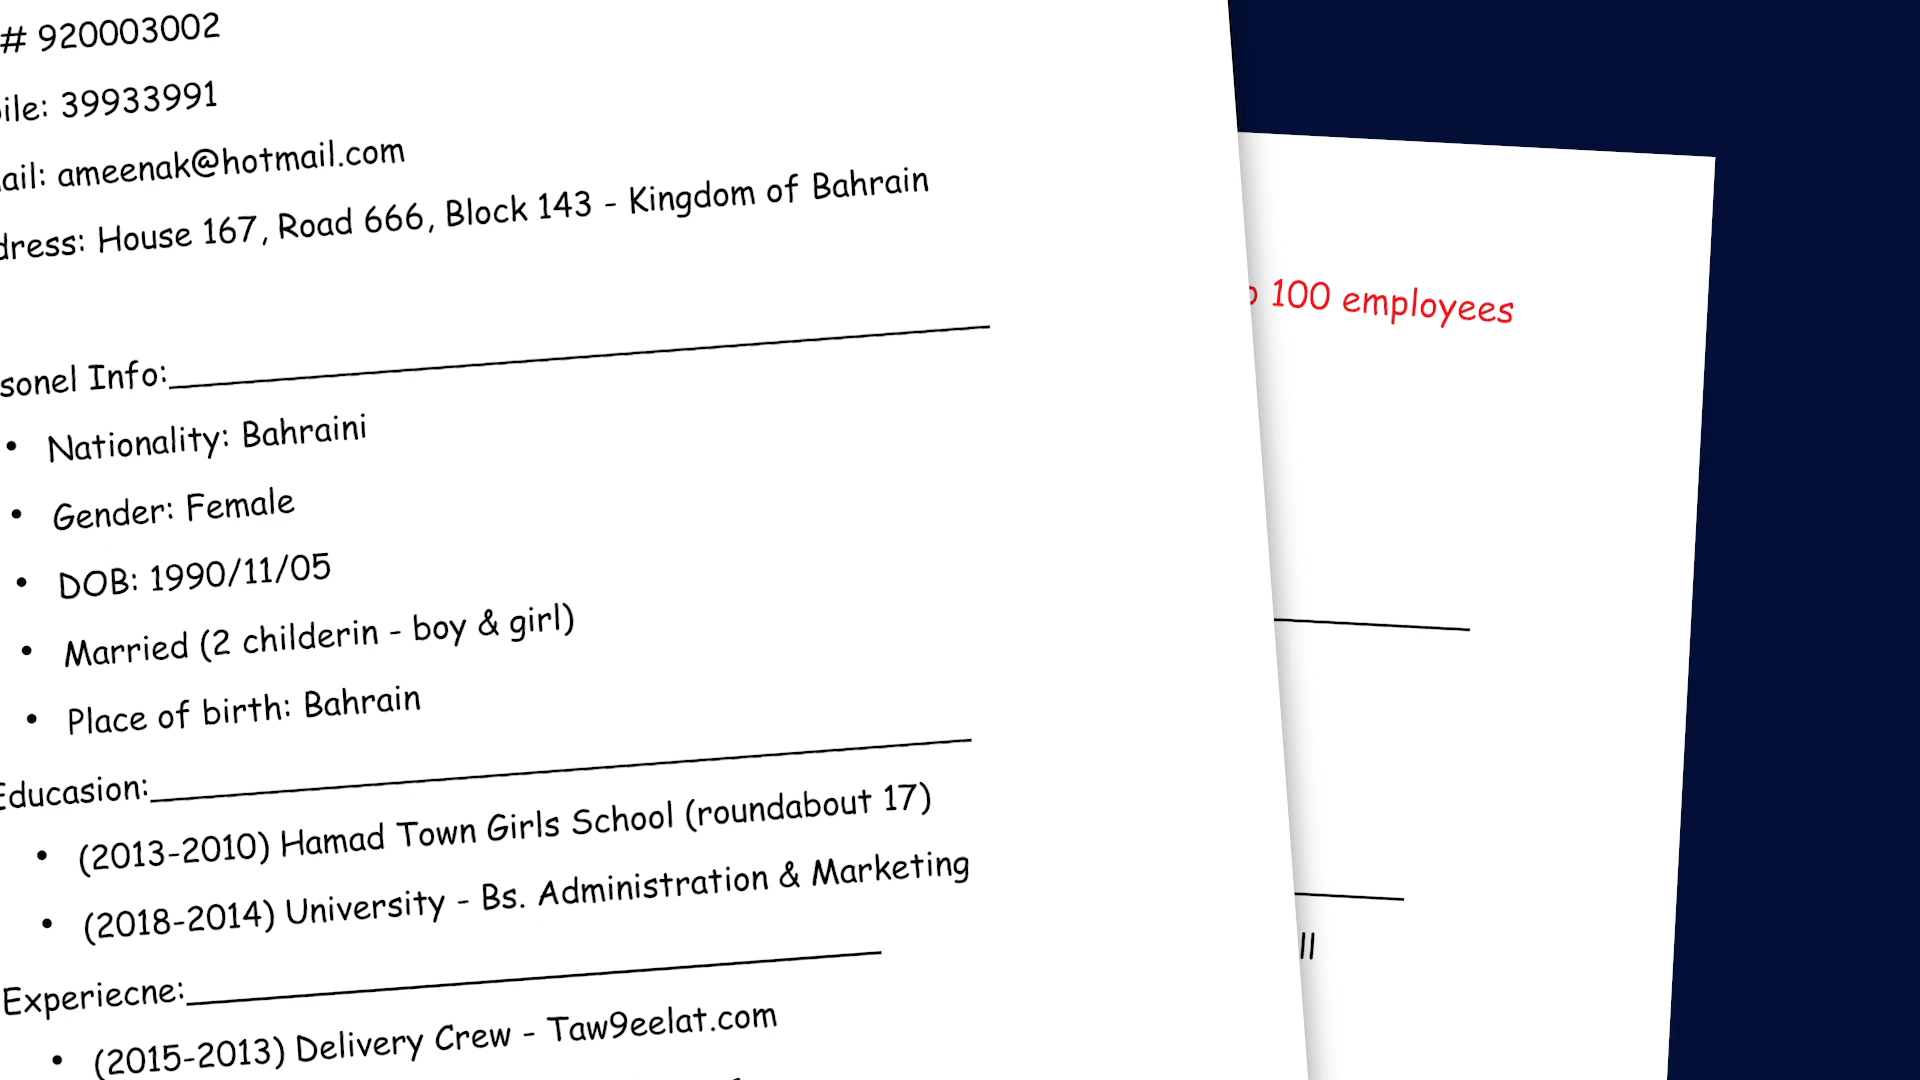 # 920003002
ile: 39933991
ail: ameenak@hotmail.com
dress: House 167, Road 666, Block 143 - Kingdom of Bahrain
100 employees
sonel Info:
• Nationality: Bahraini
• Gender: Female
• DOB: 1990/11/05
• Married (2 childerin - boy & girl)
• Place of birth: Bahrain
Educasion:
• (2013-2010) Hamad Town Girls School (roundabout 17)
• (2018-2014) University - Bs. Administration & Marketing
ll
Experiecne:
• (2015-2013) Delivery Crew - Taw9eelat.com